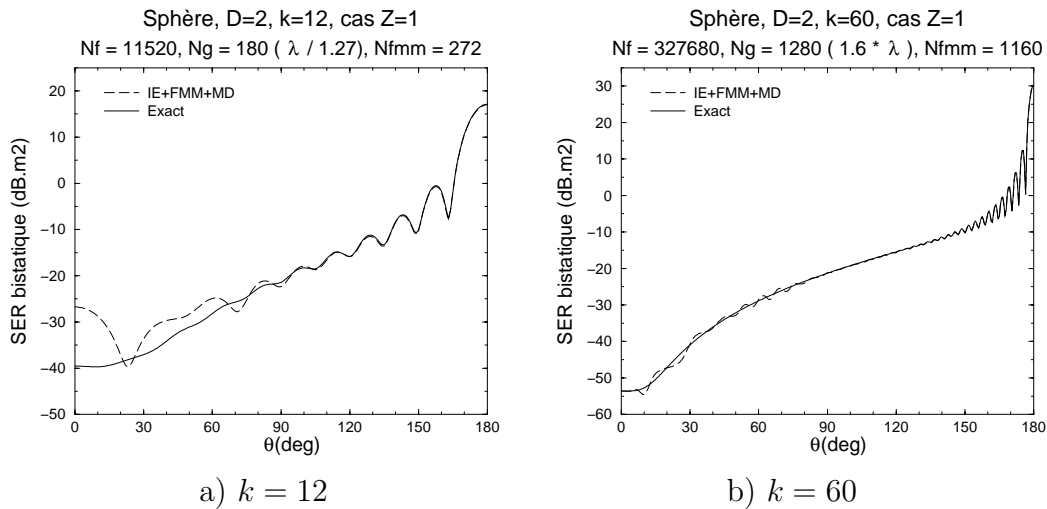 Sphère, D=2, k=12, cas Z=1
Nf = 11520, Ng = 180 ( λ / 1.27), Nfmm = 272
20
10
0
−10
−20
−30
−40
−50
SER bistatique (dB.m2)
IE+FMM+MD
Exact
0 30 60 90 120 150 180
θ(deg)
a) k = 12
Sphère, D=2, k=60, cas Z=1
Nf = 327680, Ng = 1280 ( 1.6 * λ ), Nfmm = 1160
30
20
10
0
−10
−20
−30
−40
−50
−60
SER bistatique (dB.m2)
IE+FMM+MD
Exact
0 30 60 90 120 150 180
θ(deg)
b) k = 60